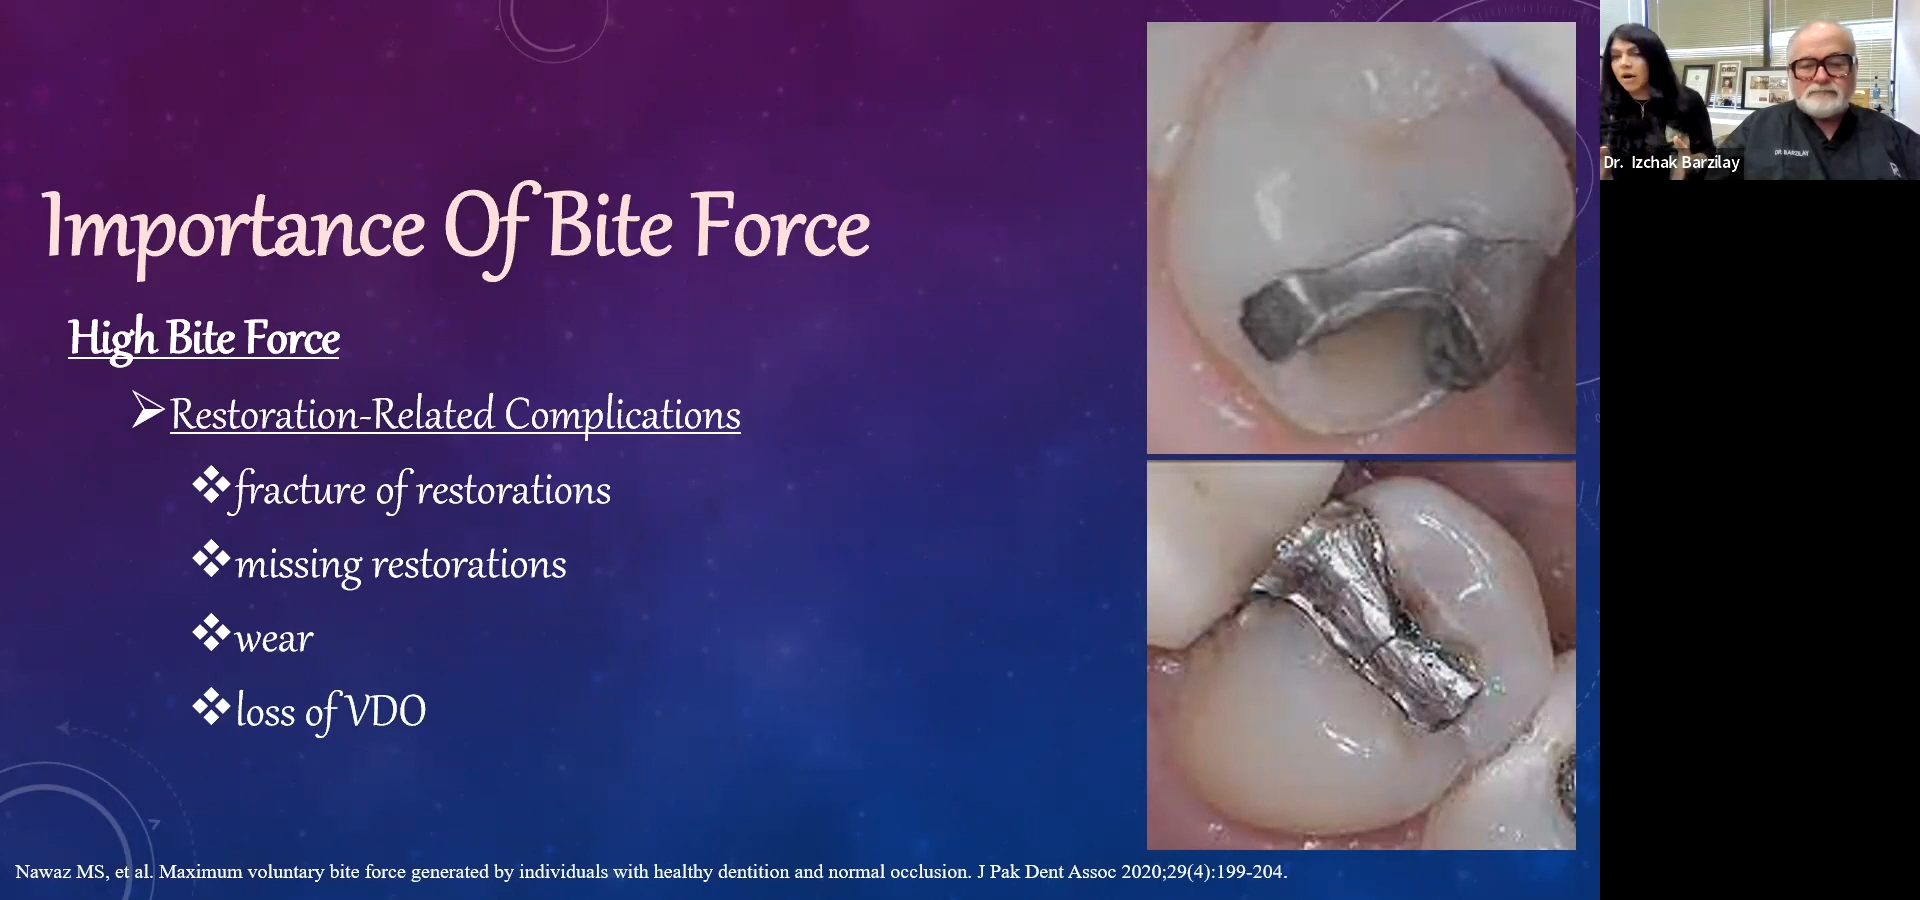 Importance Of Bite Force
High Bite Force
Restoration-Related Complications
fracture of restorations
missing restorations
wear
loss of VDO
Nawaz MS, et al. Maximum voluntary bite force generated by individuals with healthy dentition and normal occlusion. J Pak Dent Assoc 2020;29(4):199-204.
DR. BARZILAY
Dr. Izchak Barzilay